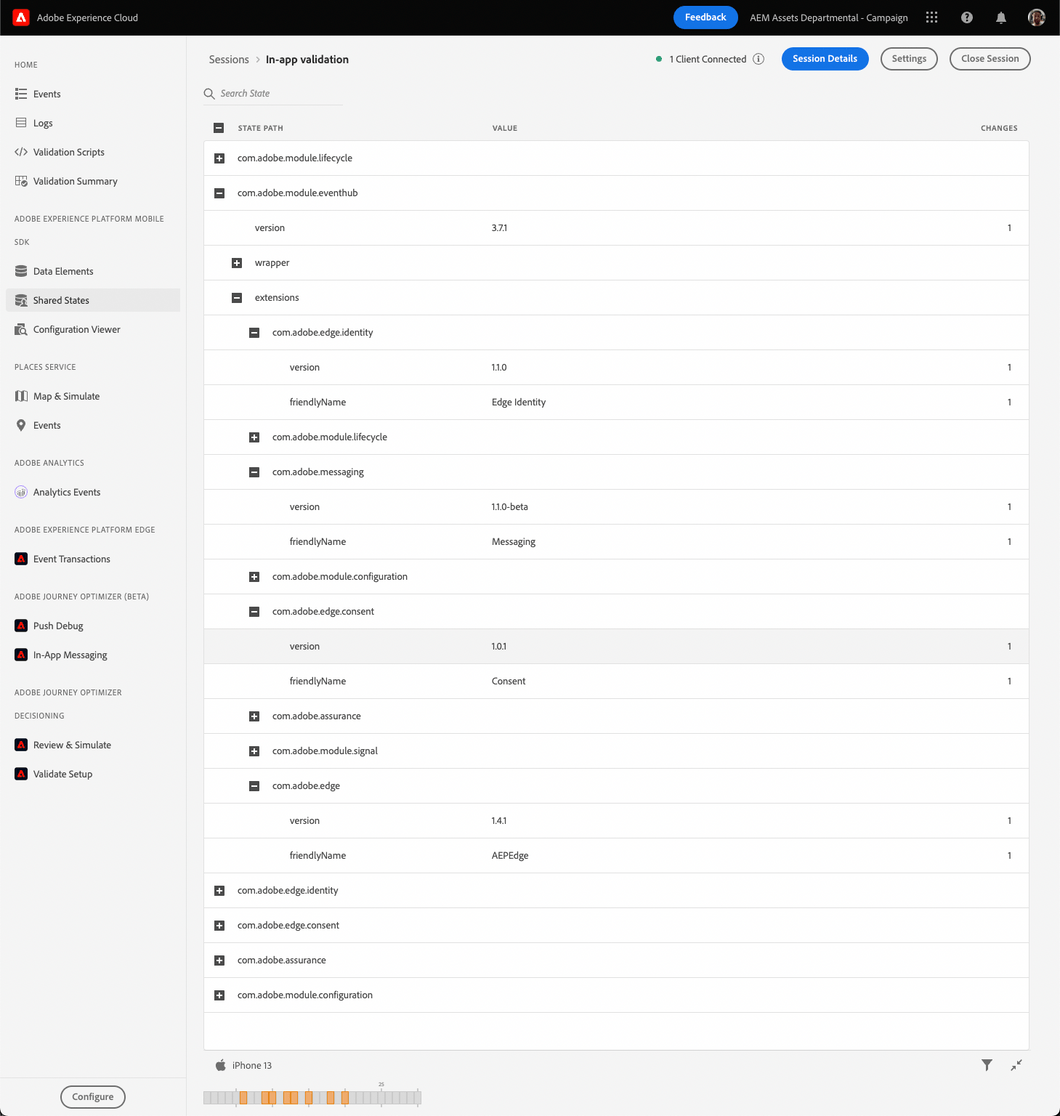 Adobe Experience Cloud
Feedback
AEM Assets Departmental - Campaign
HOME
Events
Logs
Validation Scripts
Validation Summary
ADOBE EXPERIENCE PLATFORM MOBILE
SDK
Data Elements
Shared States
Configuration Viewer
PLACES SERVICE
Map & Simulate
Events
ADOBE ANALYTICS
Analytics Events
ADOBE EXPERIENCE PLATFORM EDGE
Event Transactions
ADOBE JOURNEY OPTIMIZER (BETA)
Push Debug
In-App Messaging
ADOBE JOURNEY OPTIMIZER
DECISIONING
Review & Simulate
Validate Setup
Configure
Sessions > In-app validation
1 Client Connected
Session Details
Settings
Close Session
Search State
STATE PATH VALUE CHANGES
com.adobe.module.lifecycle
com.adobe.module.eventhub
version 3.7.1 1
wrapper
extensions
com.adobe.edge.identity
version 1.1.0 1
friendlyName Edge Identity 1
com.adobe.module.lifecycle
com.adobe.messaging
version 1.1.0-beta 1
friendlyName Messaging 1
com.adobe.module.configuration
com.adobe.edge.consent
version 1.0.1 1
friendlyName Consent 1
com.adobe.assurance
com.adobe.module.signal
com.adobe.edge
version 1.4.1 1
friendlyName AEPEdge 1
com.adobe.edge.identity
com.adobe.edge.consent
com.adobe.assurance
com.adobe.module.configuration
iPhone 13
25